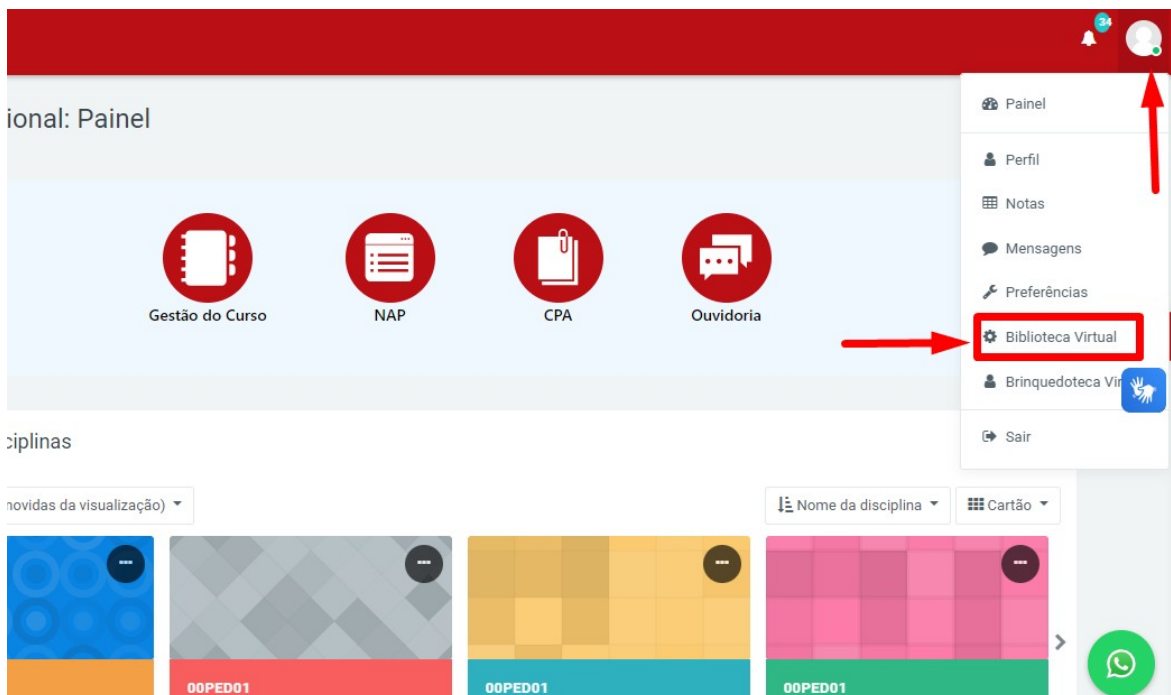 34
ional: Painel
Painel
Perfil
Notas
Mensagens
Preferências
Biblioteca Virtual
Brinquedoteca Vir
Sair
Gestão do Curso
NAP
CPA
Ouvidoria
ciplinas
novidas da visualização)
Nome da disciplina
Cartão
00PED01
00PED01
00PED01